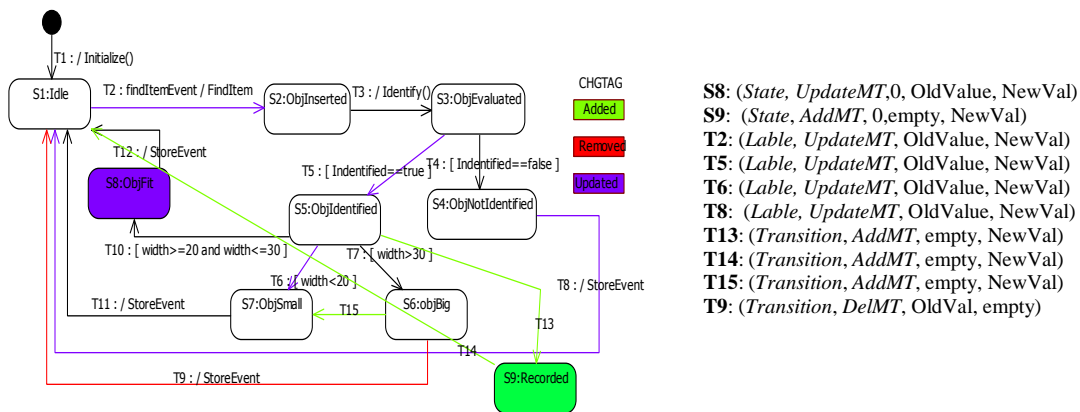 T1 : / Initialize()
S1:Idle
T2 : findItemEvent / FindItem
S2:ObjInserted
T3 : / Identify()
S3:ObjEvaluated
CHGTAG
Added
Removed
Updated
T12 : / StoreEvent
S8:ObjFit
T5 : [ Indentified==true ]
T4 : [ Indentified==false ]
S5:ObjIdentified
S4:ObjNotIdentified
T10 : [ width>=20 and width<=30 ]
T7 : [ width>30 ]
T6 : [ width<20 ]
T8 : / StoreEvent
T11 : / StoreEvent
S7:ObjSmall
T15
S6:objBig
T13
T14
T9 : / StoreEvent
S9:Recorded
S8: (State, UpdateMT,0, OldValue, NewVal)
S9: (State, AddMT, 0,empty, NewVal)
T2: (Lable, UpdateMT, OldValue, NewVal)
T5: (Lable, UpdateMT, OldValue, NewVal)
T6: (Lable, UpdateMT, OldValue, NewVal)
T8: (Lable, UpdateMT, OldValue, NewVal)
T13: (Transition, AddMT, empty, NewVal)
T14: (Transition, AddMT, empty, NewVal)
T15: (Transition, AddMT, empty, NewVal)
T9: (Transition, DelMT, OldVal, empty)